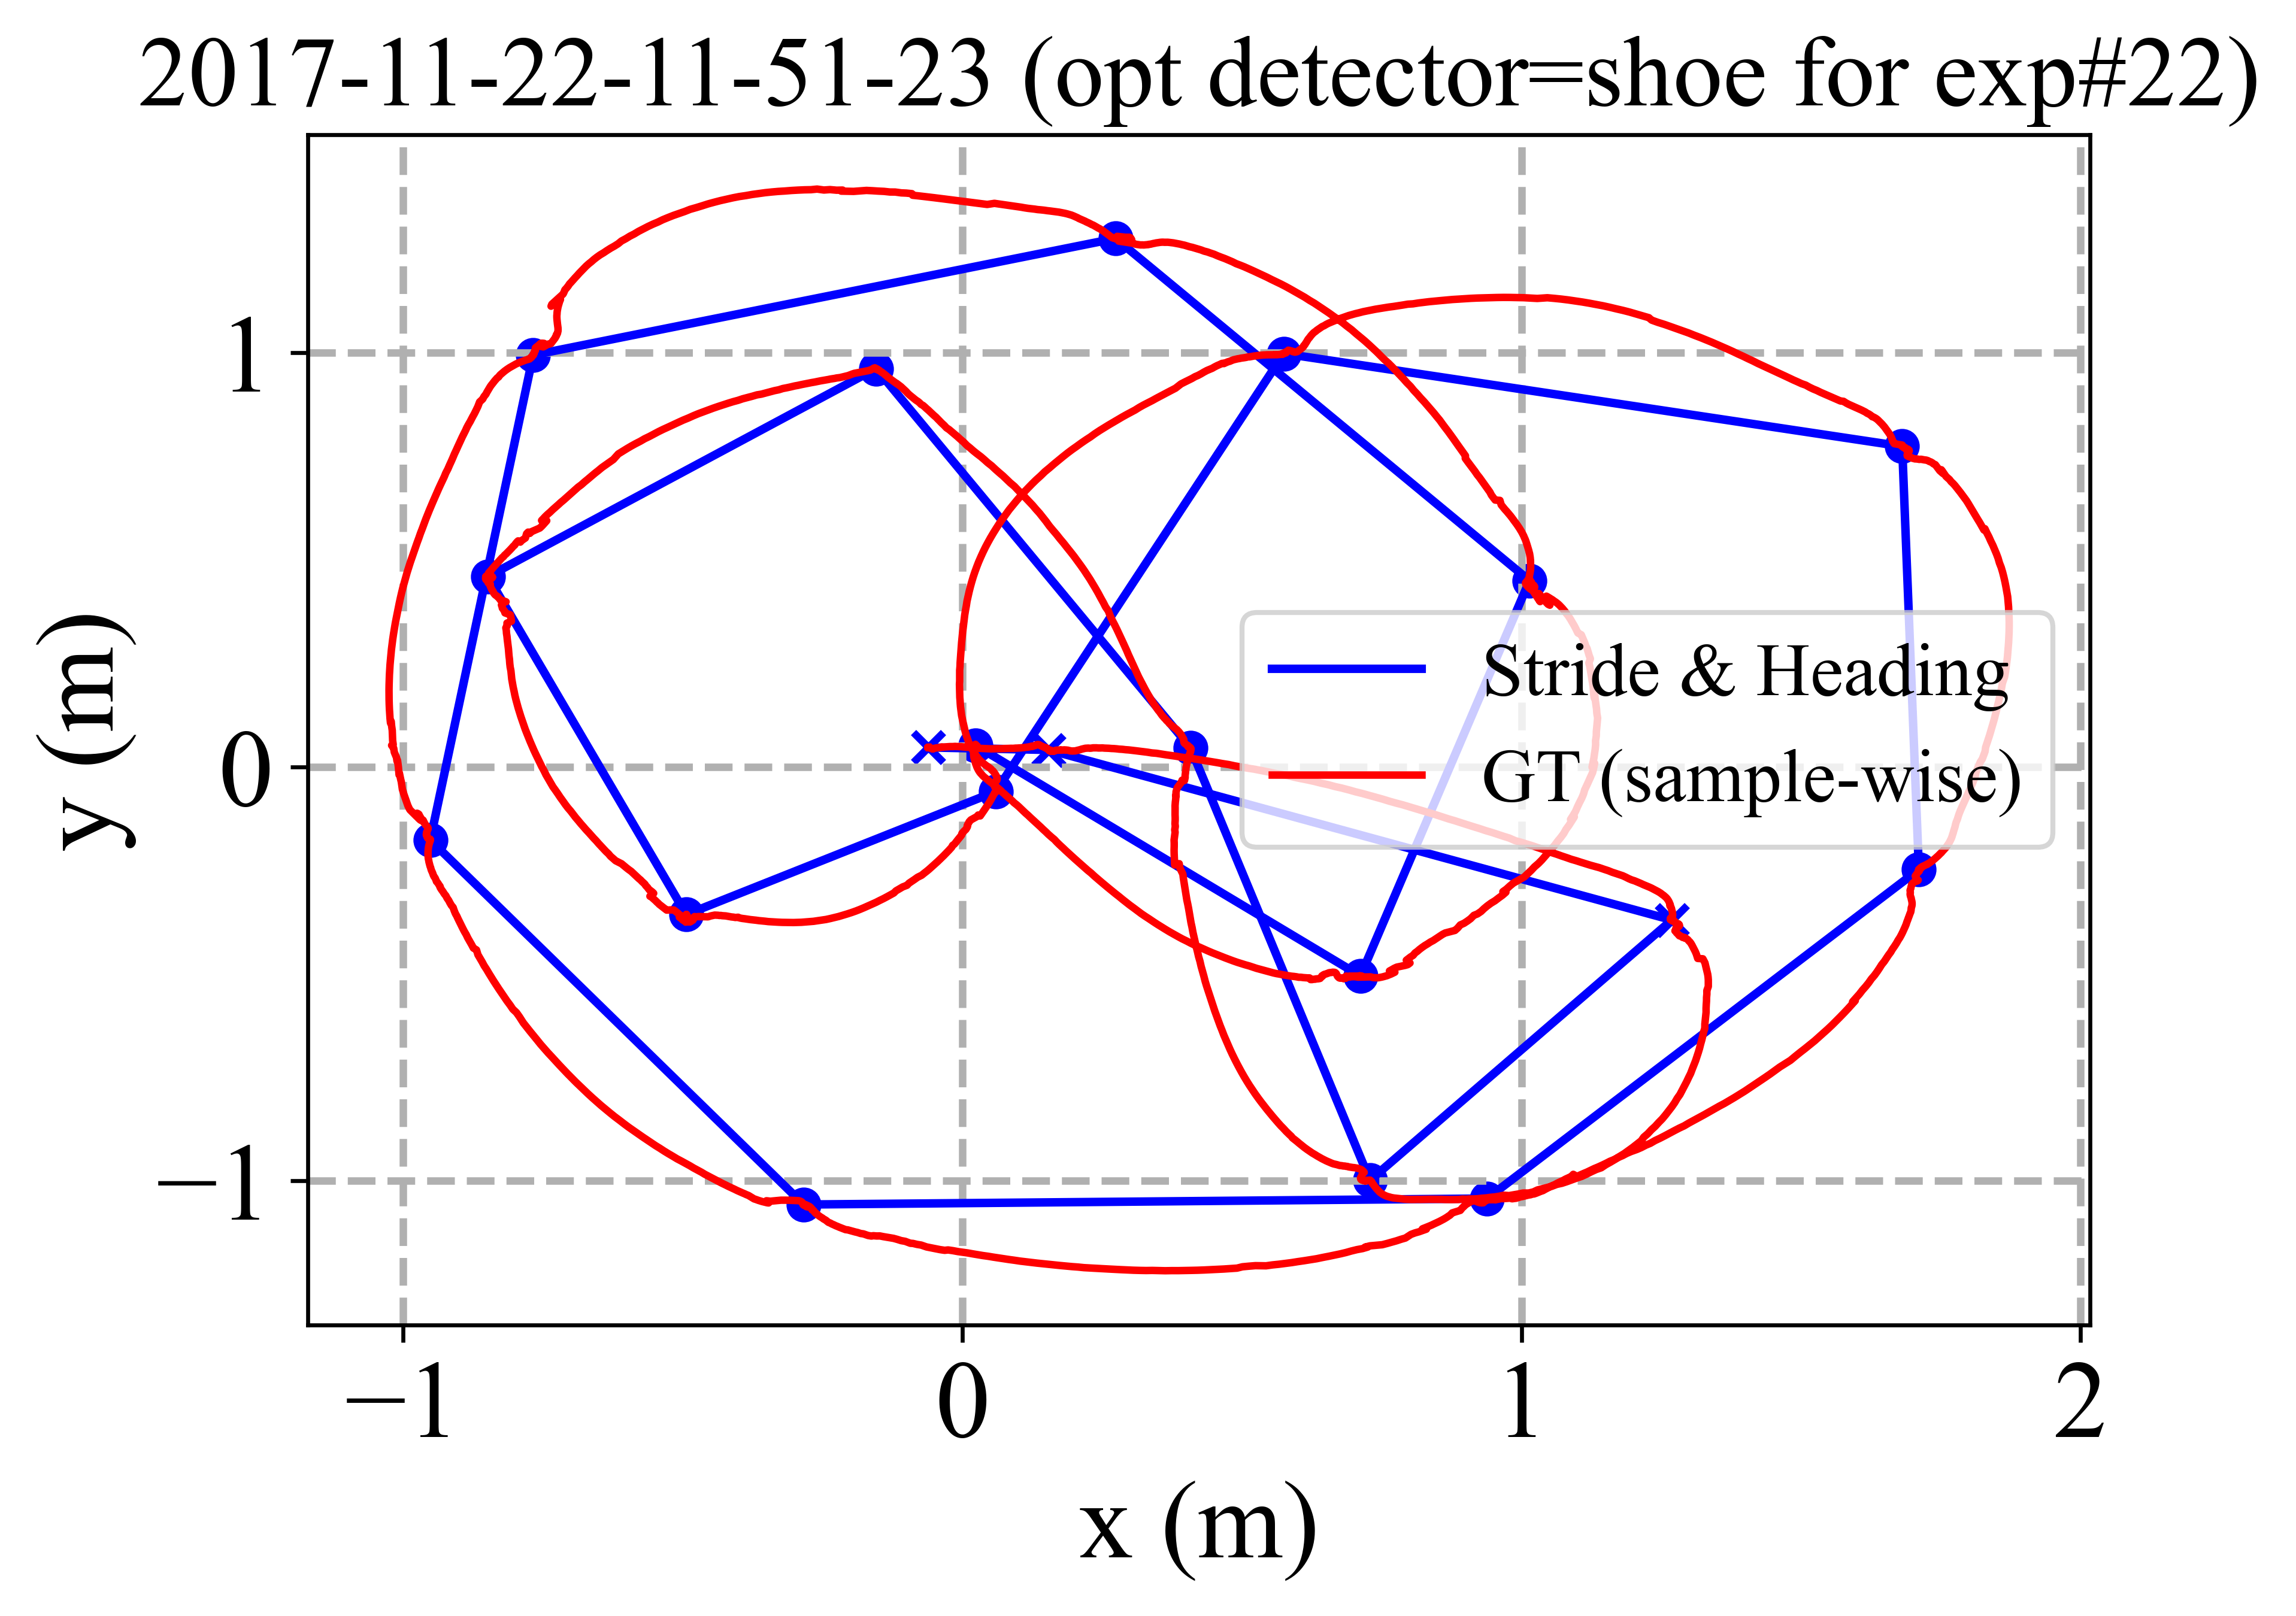 2017-11-22-11-51-23 (opt detector=shoe for exp#22)
1
0
−1
y (m)
Stride & Heading
GT (sample-wise)
−1
0
1
2
x (m)